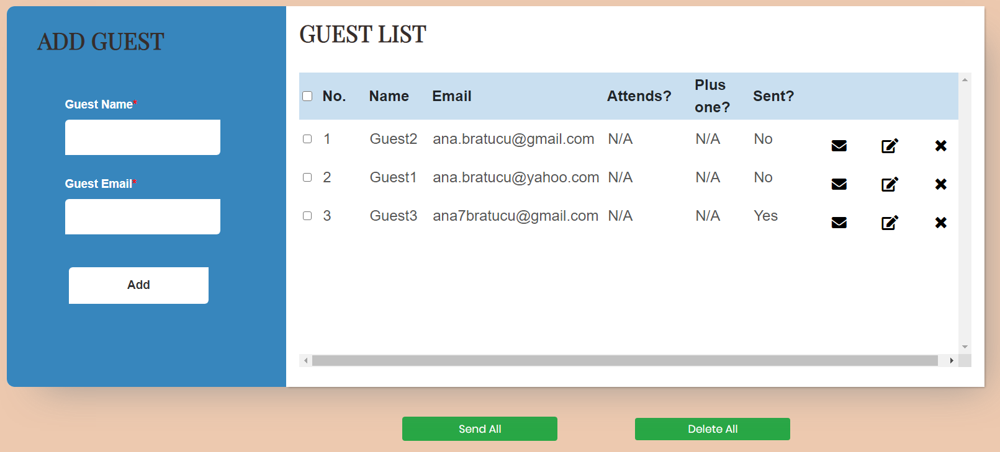 ADD GUEST
Guest Name*
Guest Email*
Add
GUEST LIST
No. Name Email Attends? Plus one? Sent?
1 Guest2 ana.bratucu@gmail.com N/A N/A No
2 Guest1 ana.bratucu@yahoo.com N/A N/A No
3 Guest3 ana7bratucu@gmail.com N/A N/A Yes
Send All Delete All